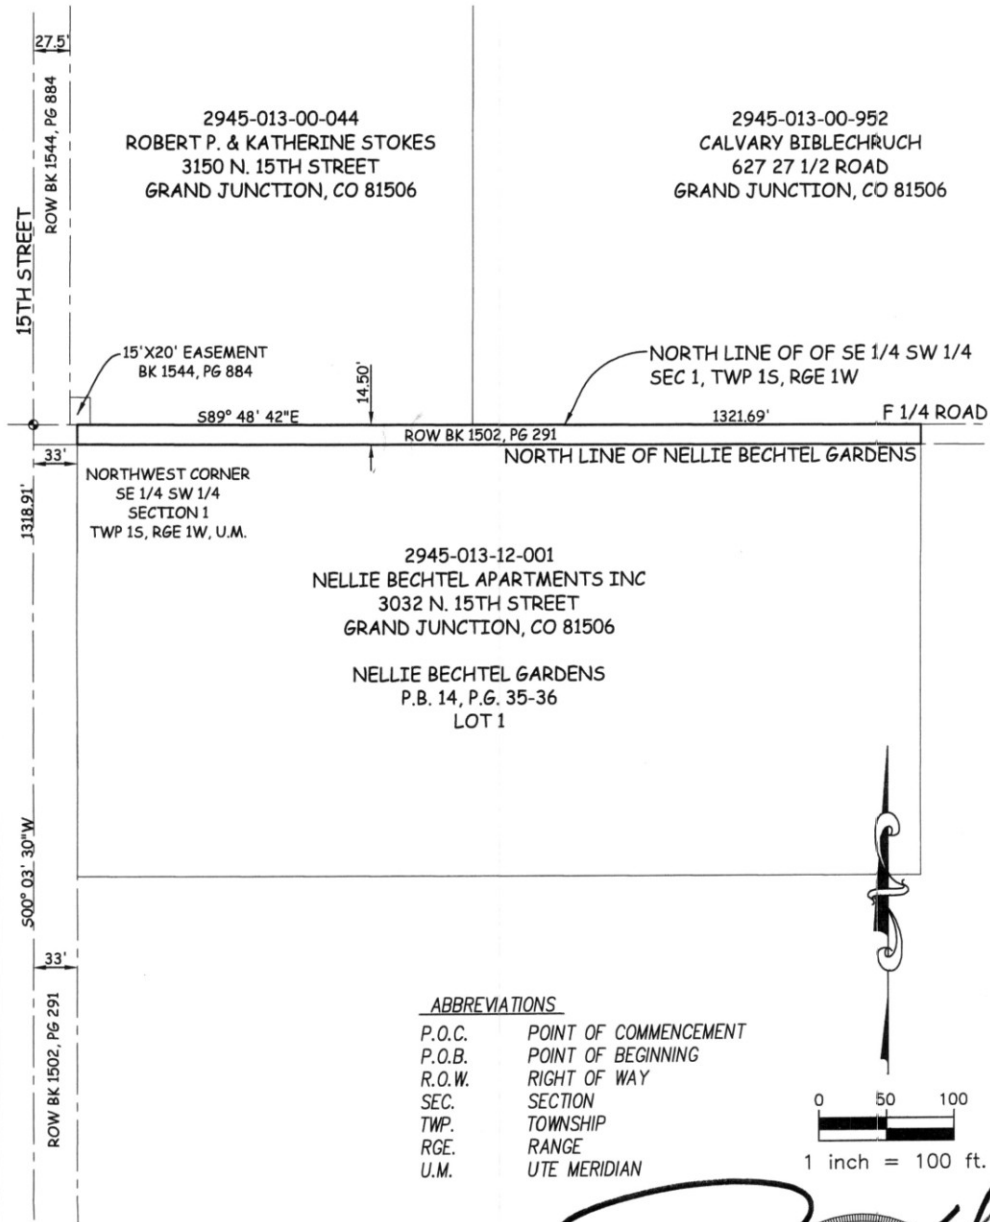 27.5'
ROW BK 1544, PG 884
15TH STREET
2945-013-00-044
ROBERT P. & KATHERINE STOKES
3150 N. 15TH STREET
GRAND JUNCTION, CO 81506
2945-013-00-952
CALVARY BIBLECHRUCH
627 27 1/2 ROAD
GRAND JUNCTION, CO 81506
15'X20' EASEMENT
BK 1544, PG 884
14.50'
NORTH LINE OF OF SE 1/4 SW 1/4
SEC 1, TWP 1S, RGE 1W
S89° 48' 42"E
1321.69'
F 1/4 ROAD
ROW BK 1502, PG 291
NORTH LINE OF NELLIE BECHTEL GARDENS
33'
1318.91'
NORTHWEST CORNER
SE 1/4 SW 1/4
SECTION 1
TWP 1S, RGE 1W, U.M.
2945-013-12-001
NELLIE BECHTEL APARTMENTS INC
3032 N. 15TH STREET
GRAND JUNCTION, CO 81506
NELLIE BECHTEL GARDENS
P.B. 14, P.G. 35-36
LOT 1
S00° 03' 30"W
33'
ROW BK 1502, PG 291
ABBREVIATIONS
P.O.C. POINT OF COMMENCEMENT
P.O.B. POINT OF BEGINNING
R.O.W. RIGHT OF WAY
SEC. SECTION
TWP. TOWNSHIP
RGE. RANGE
U.M. UTE MERIDIAN
0 50 100
1 inch = 100 ft.